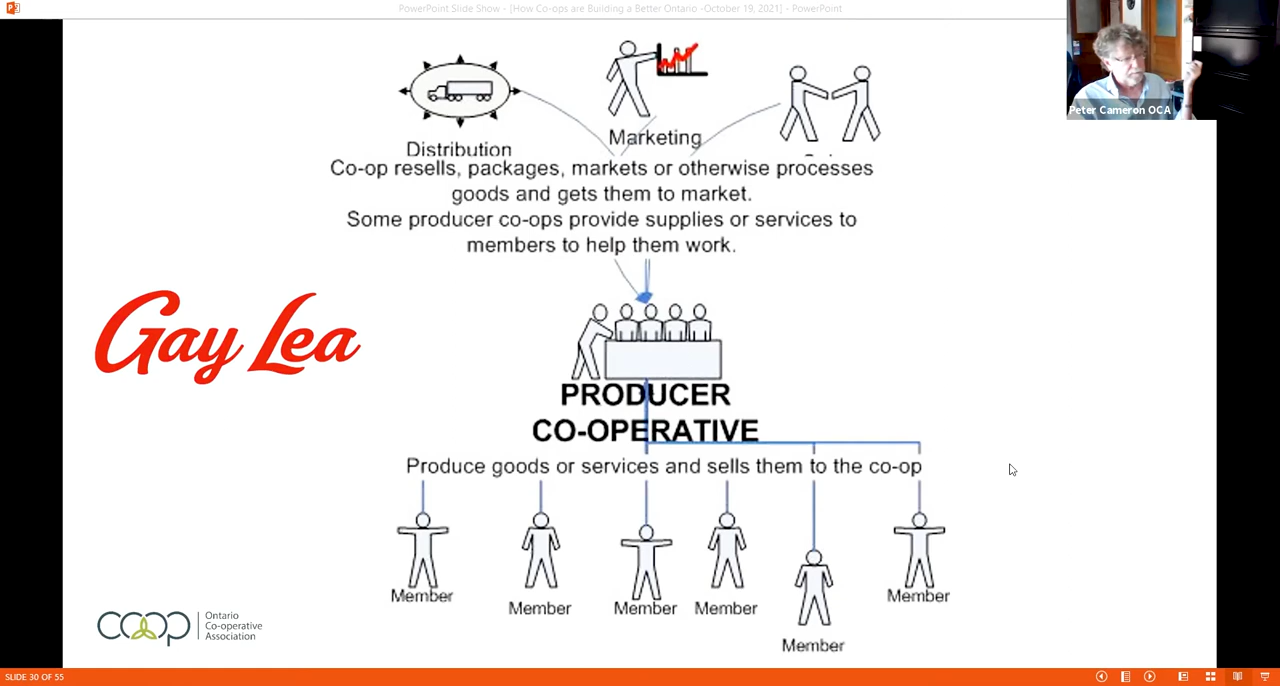 PowerPoint Slide Show - [How Co-ops are Building a Better Ontario -October 19, 2021] - PowerPoint
Peter Cameron OCA
Distribution
Marketing
Co-op resells, packages, markets or otherwise processes
goods and gets them to market.
Some producer co-ops provide supplies or services to
members to help them work.
Gay Lea
PRODUCER
CO-OPERATIVE
Produce goods or services and sells them to the co-op
Member
Member
Member
Member
Member
Member
COOP
Ontario
Co-operative
Association
SLIDE 30 OF 55